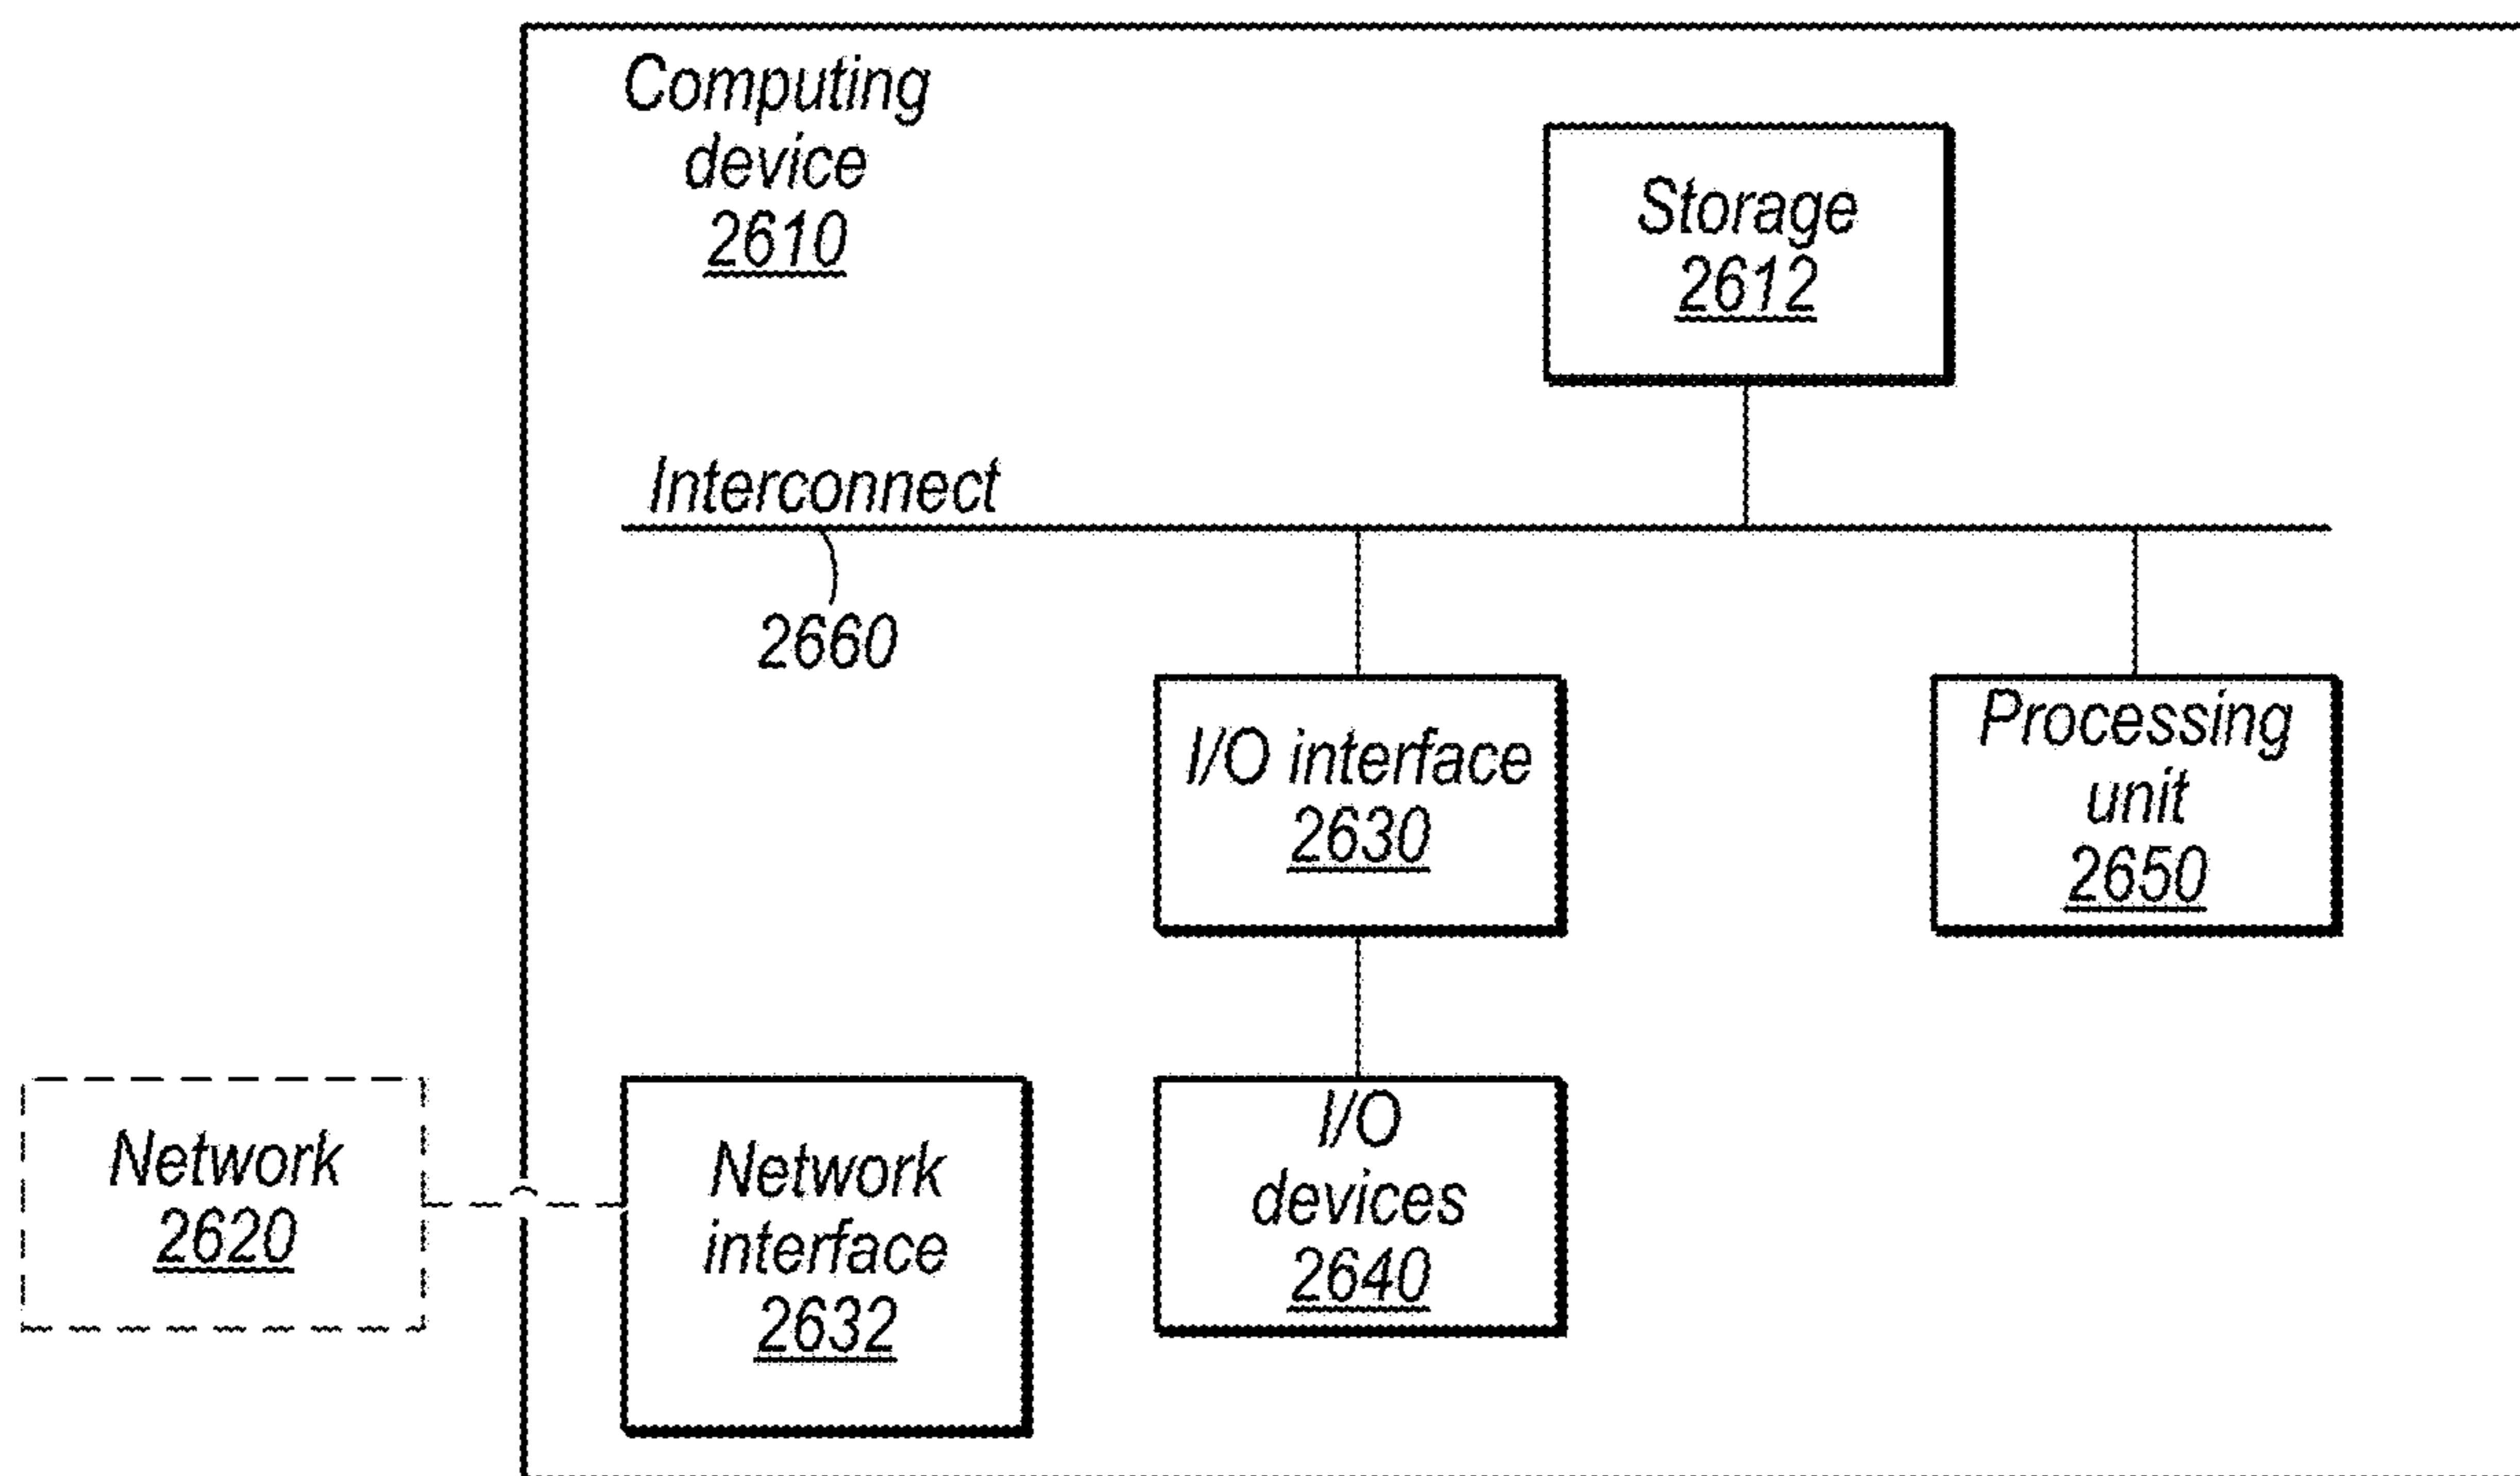 Computing
device
2610
Storage
2612
Interconnect
2660
I/O interface
2630
Processing
unit
2650
Network
2620
Network
interface
2632
I/O
devices
2640